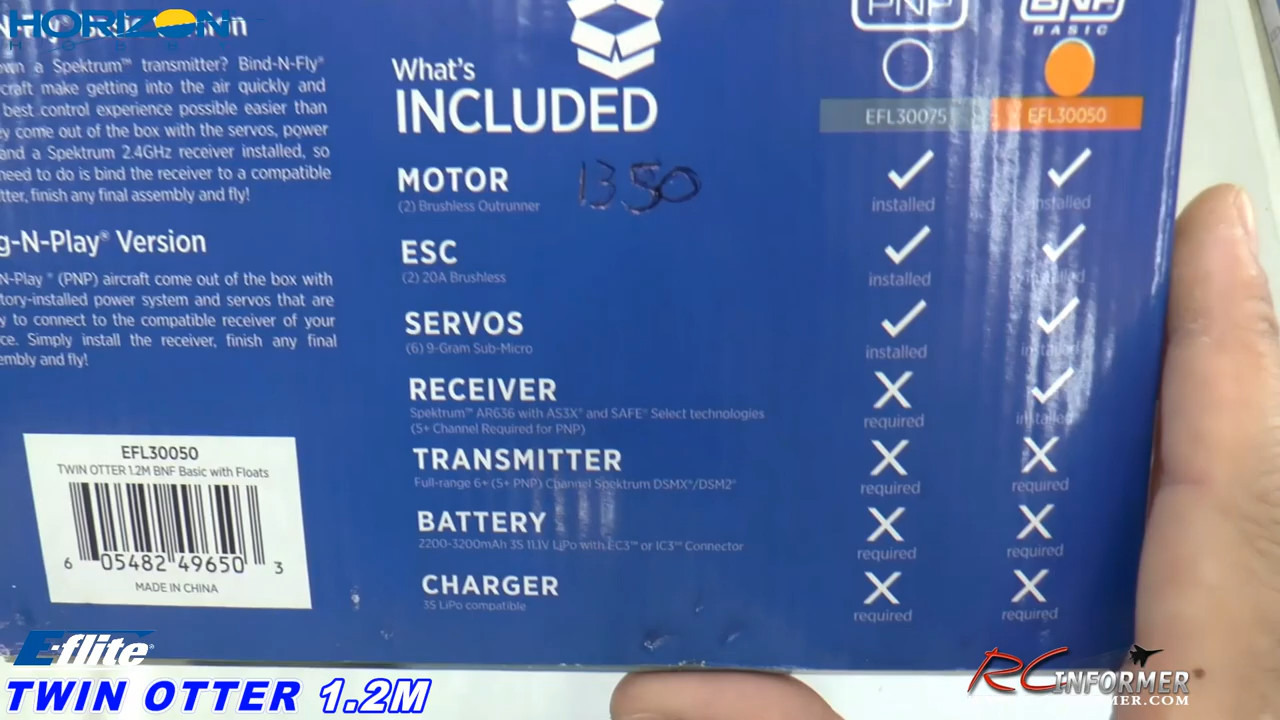 HORIZON
HOBBY
own a Spektrum™ transmitter? Bind-N-Fly®
craft make getting into the air quickly and
best control experience possible easier than
y come out of the box with the servos, power
and a Spektrum 2.4GHz receiver installed, so
need to do is bind the receiver to a compatible
tter, finish any final assembly and fly!
g-N-Play® Version
N-Play® (PNP) aircraft come out of the box with
tory-installed power system and servos that are
y to connect to the compatible receiver of your
ce. Simply install the receiver, finish any final
embly and fly!
EFL30050
TWIN OTTER 1.2M BNF Basic with Floats
6 05482 49650 3
MADE IN CHINA
What's
INCLUDED
PNP BNF
BASIC
EFL30075 EFL30050
MOTOR 1350
(2) Brushless Outrunner installed installed
ESC
(2) 20A Brushless installed installed
SERVOS
(6) 9-Gram Sub-Micro installed installed
RECEIVER
Spektrum™ AR636 with AS3X® and SAFE® Select technologies
(5+ Channel Required for PNP) required installed
TRANSMITTER
Full-range 6+ (5+ PNP) Channel Spektrum DSMX®/DSM2® required required
BATTERY
2200-3200mAh 3S 11.1V LiPo with EC3™ or IC3™ Connector required required
CHARGER
3S LiPo compatible required required
E-flite®
TWIN OTTER 1.2M
RCINFORMER